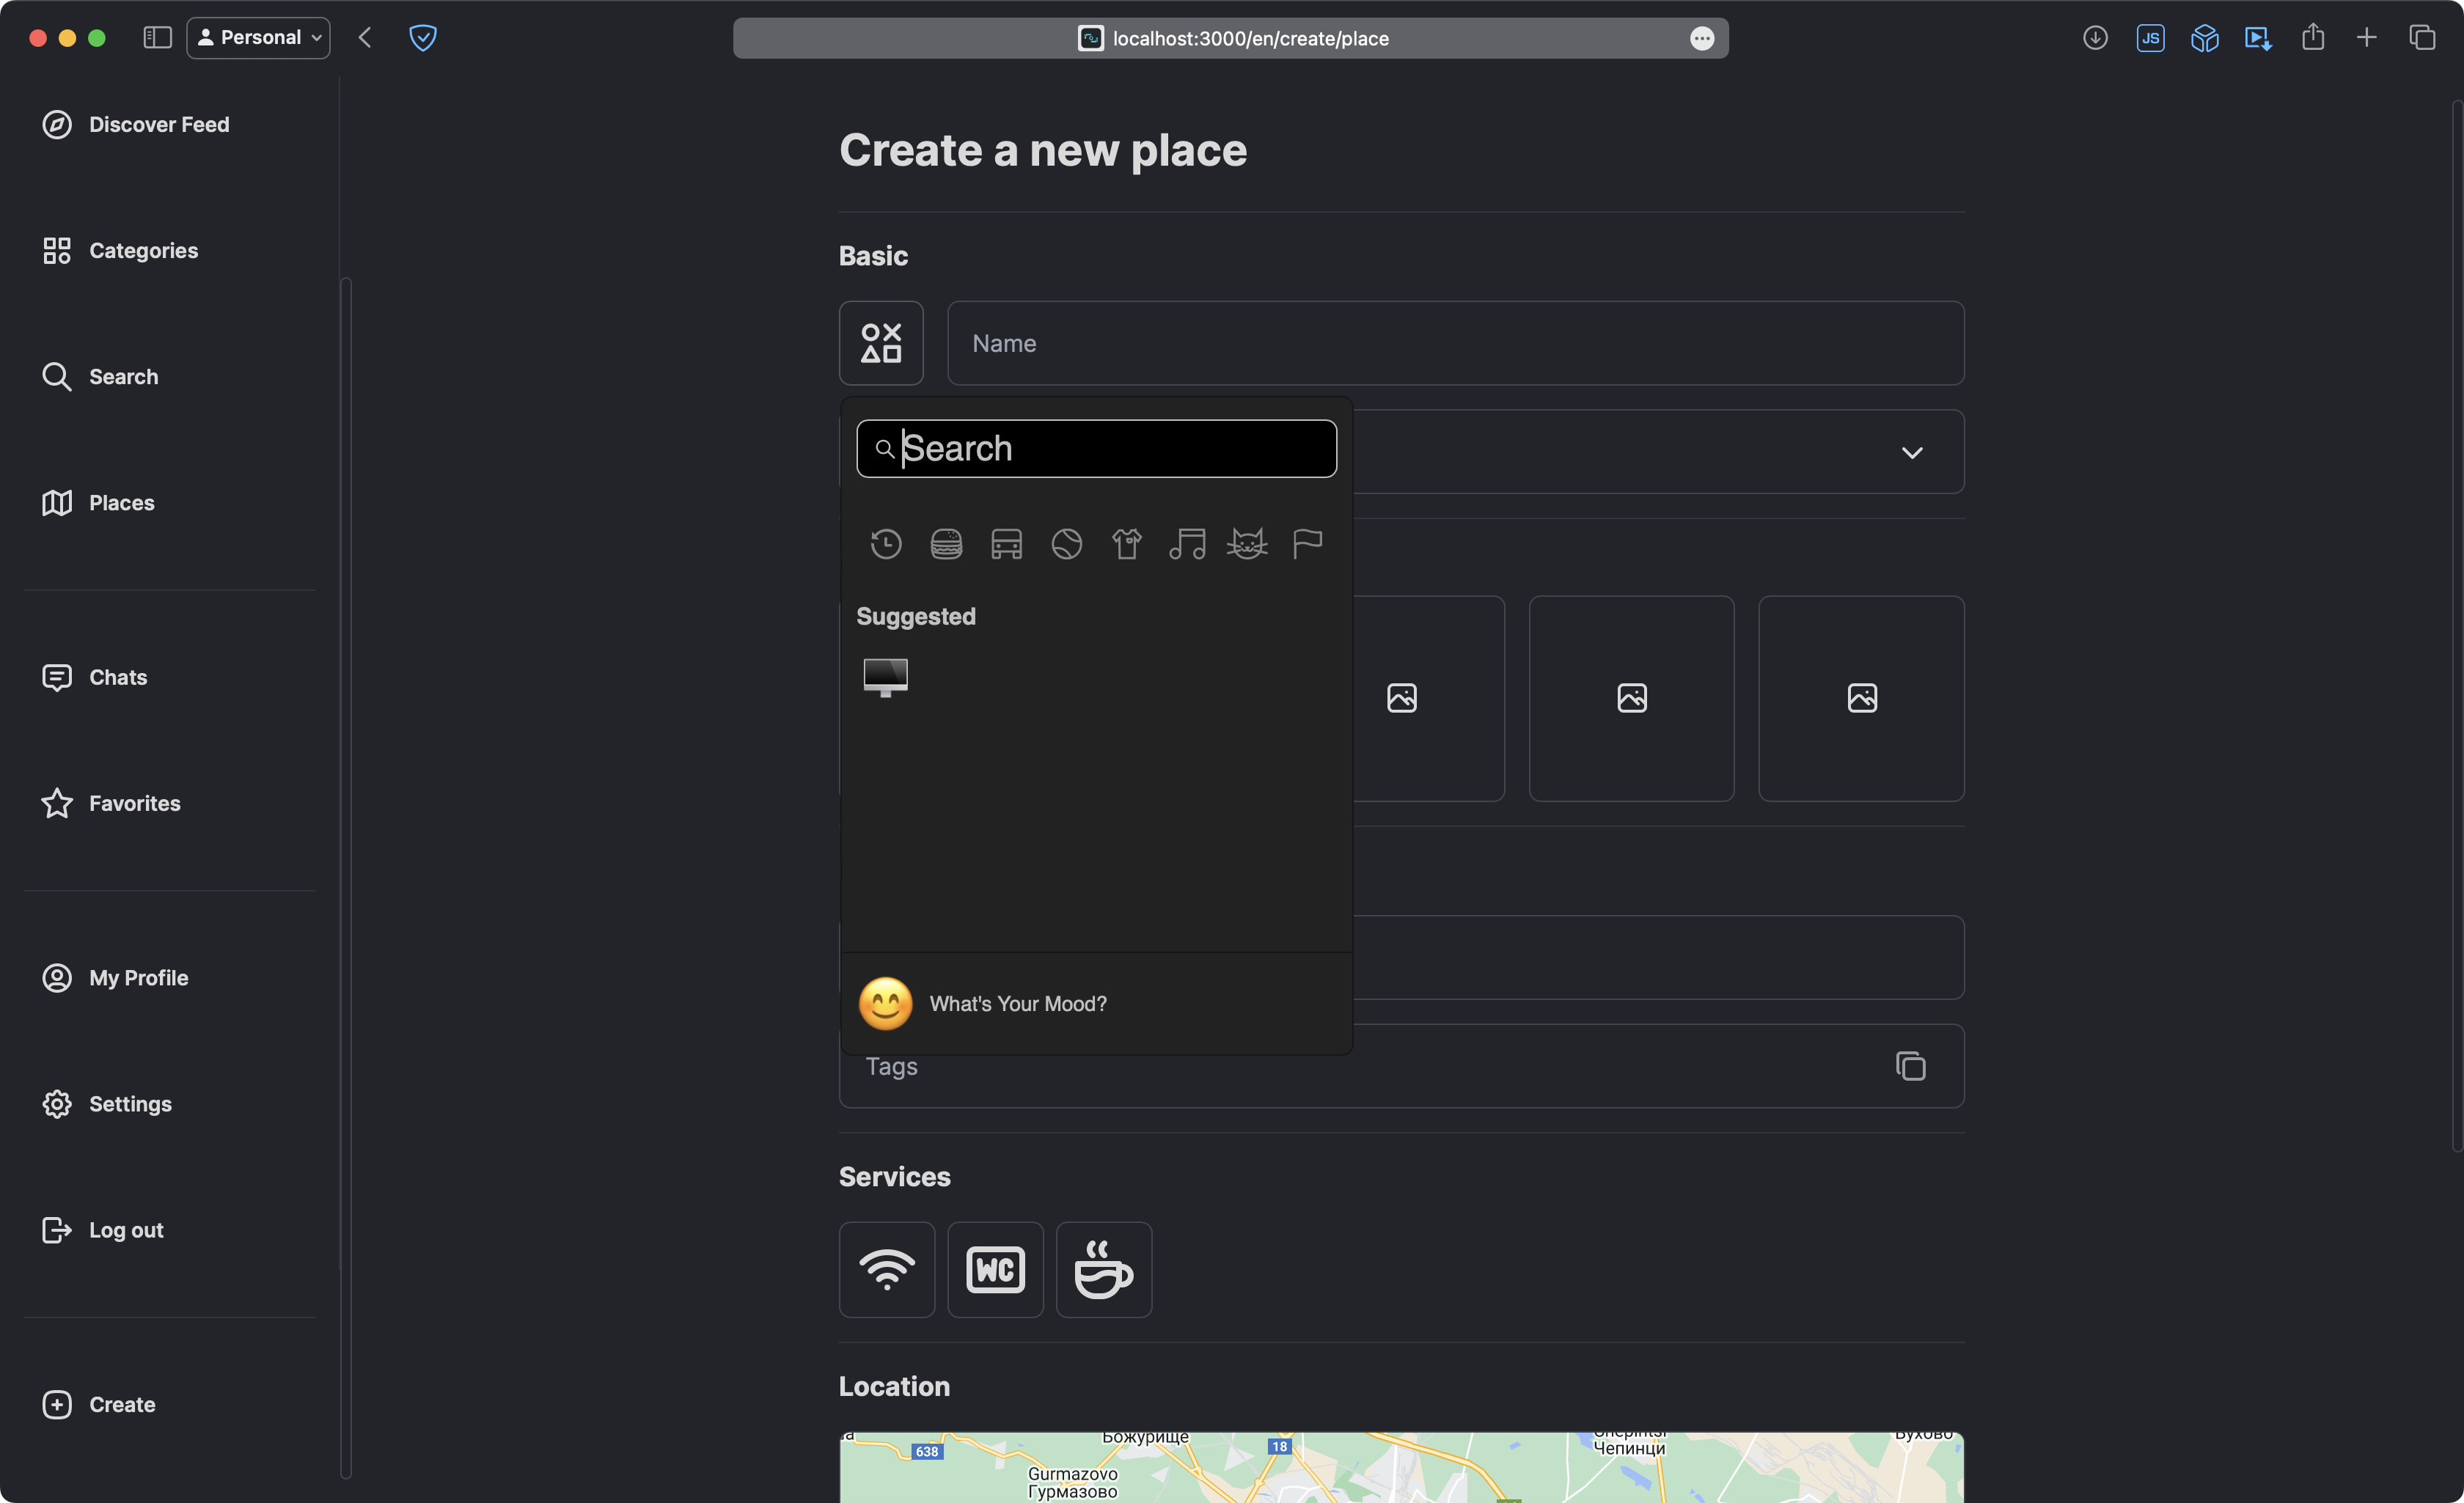 Personal
localhost:3000/en/create/place
JS
Discover Feed
Categories
Search
Places
Chats
Favorites
My Profile
Settings
Log out
Create
Create a new place
Basic
Name
Search
Suggested
What's Your Mood?
Tags
Services
WC
Location
638
Божурище
18
Чепинци
Gurmazovo
Гурмазово